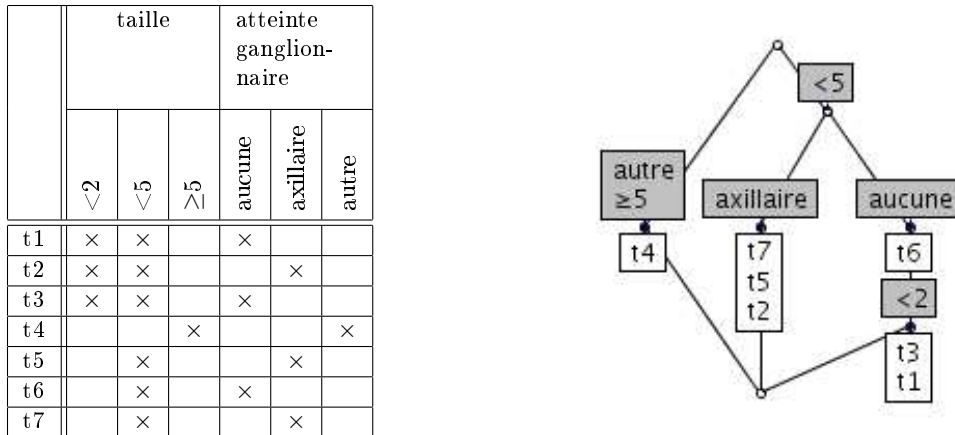 taille
atteinte
ganglion-
naire
<2
<5
≥5
aucune
axillaire
autre
t1 × × ×
t2 × × ×
t3 × × ×
t4 × ×
t5 × ×
t6 × ×
t7 × ×
<5
autre
≥5
axillaire
aucune
t4
t7
t5
t2
t6
<2
t3
t1